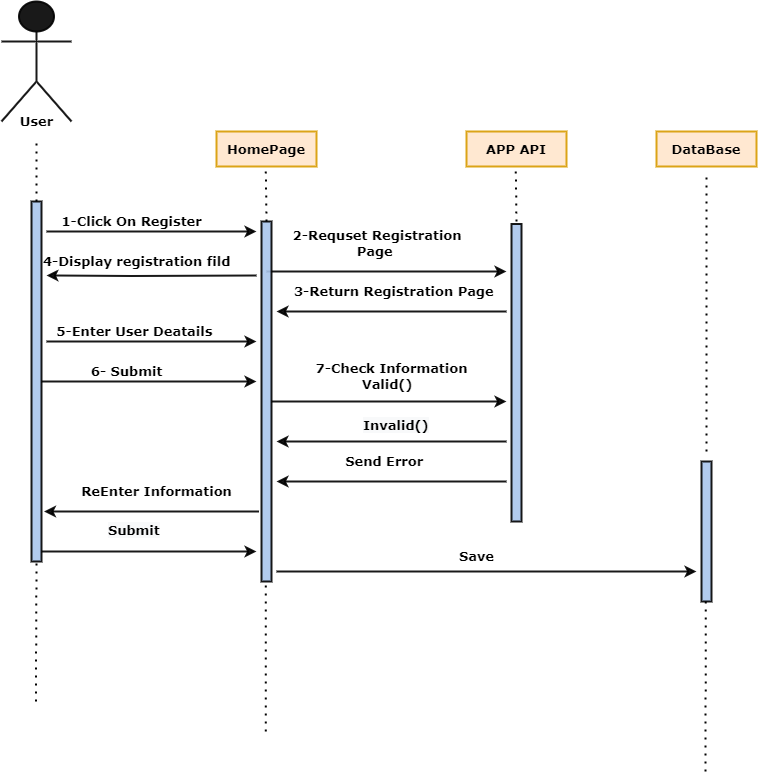 User
HomePage
APP API
DataBase
1-Click On Register
2-Requset Registration
Page
4-Display registration fild
3-Return Registration Page
5-Enter User Deatails
6- Submit
7-Check Information
Valid()
Invalid()
Send Error
ReEnter Information
Submit
Save